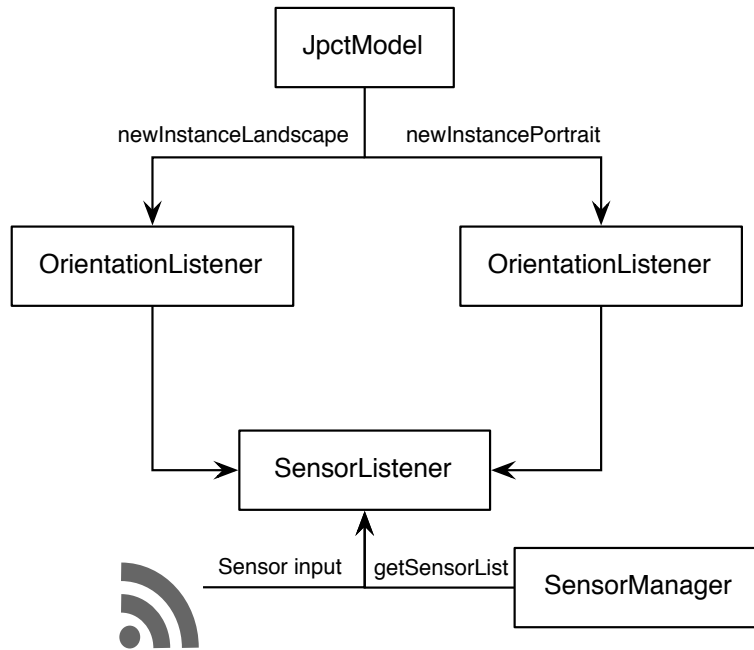 JpctModel
newInstanceLandscape
newInstancePortrait
OrientationListener
OrientationListener
SensorListener
Sensor input
getSensorList
SensorManager